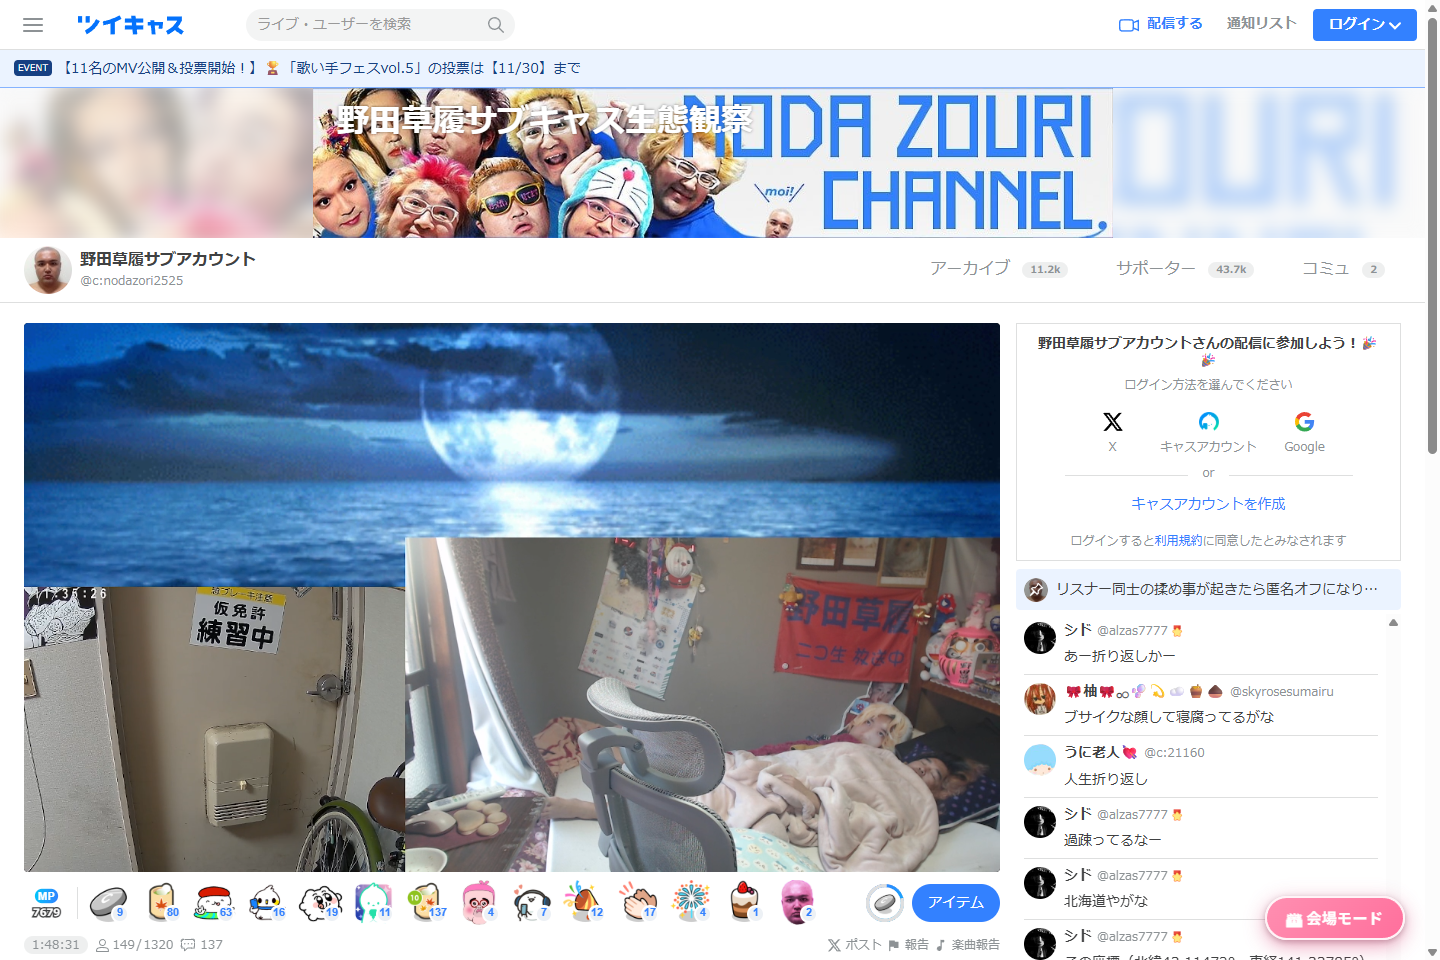 ツイキャス
ライブ・ユーザーを検索
配信する
通知リスト
ログイン
EVENT
【11名のMV公開＆投票開始！】🏆「歌い手フェスvol.5」の投票は【11/30】まで
野田草履サブキャス生態観察
NODA ZOURI
CHANNEL.
moi!
野田草履サブアカウント
@c:nodazori2525
アーカイブ 11.2k
サポーター 43.7k
コミュ 2
11:35:26
仮免許
練習中
野田草履
ニコ生 放送中
野田草履サブアカウントさんの配信に参加しよう！🎉
🎉
ログイン方法を選んでください
X
キャスアカウント
Google
or
キャスアカウントを作成
ログインすると利用規約に同意したとみなされます
リスナー同士の揉め事が起きたら匿名オフになり…
シド @alzas7777
あー折り返しかー
🎀柚🎀 @skyrosesumairu
ブサイクな顔して寝腐ってるがな
うに老人💘 @c:21160
人生折り返し
シド @alzas7777
過疎ってるなー
シド @alzas7777
北海道やがな
シド @alzas7777
会場モード
MP
7679
9
80
63
16
19
11
10
137
4
7
12
17
4
1
2
アイテム
1:48:31
149 / 1320
137
ポスト
報告
楽曲報告